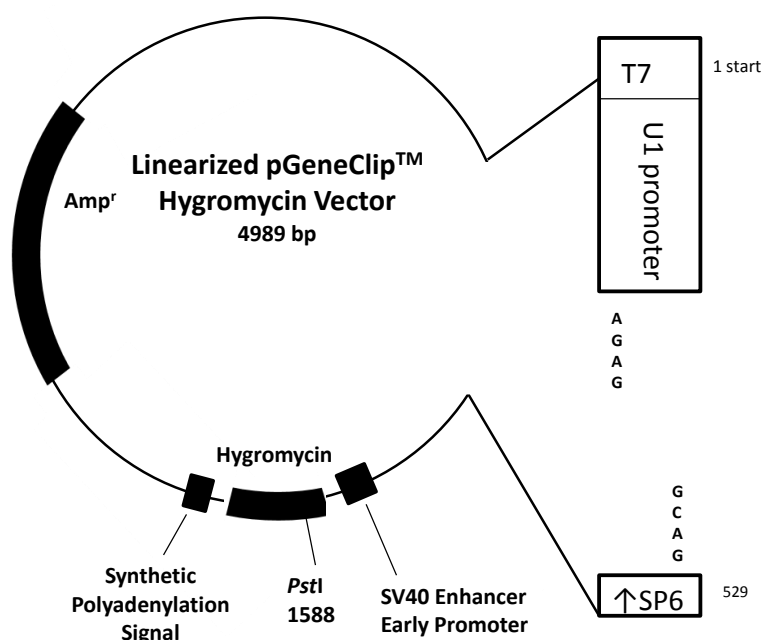 T7
1 start
U1 promoter
Linearized pGeneClip™
Hygromycin Vector
4989 bp
Ampʳ
A
G
A
G
Hygromycin
G
C
A
G
Synthetic
Polyadenylation
Signal
PstI
1588
SV40 Enhancer
Early Promoter
↑SP6
529